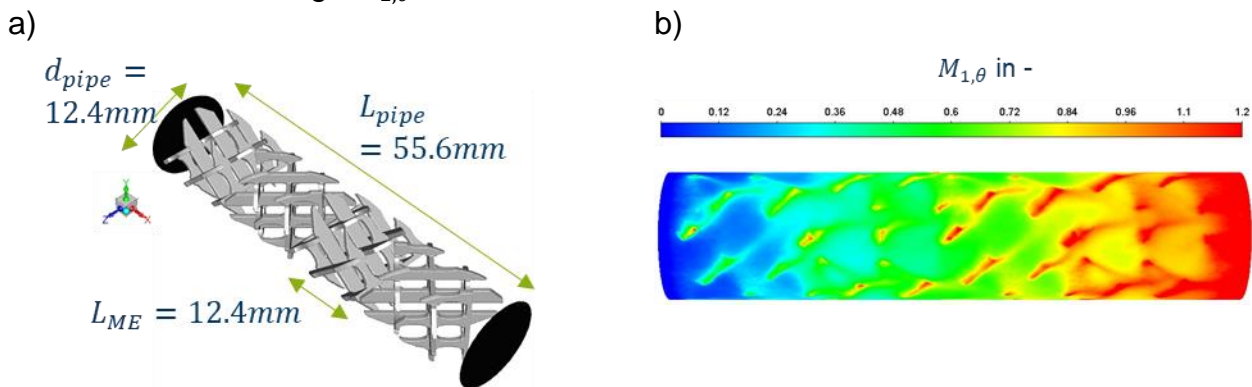 a)
b)
d_pipe =
12.4mm
L_pipe
= 55.6mm
L_ME = 12.4mm
Y
Z
X
M_1,θ in -
0 0.12 0.24 0.36 0.48 0.6 0.72 0.84 0.96 1.1 1.2